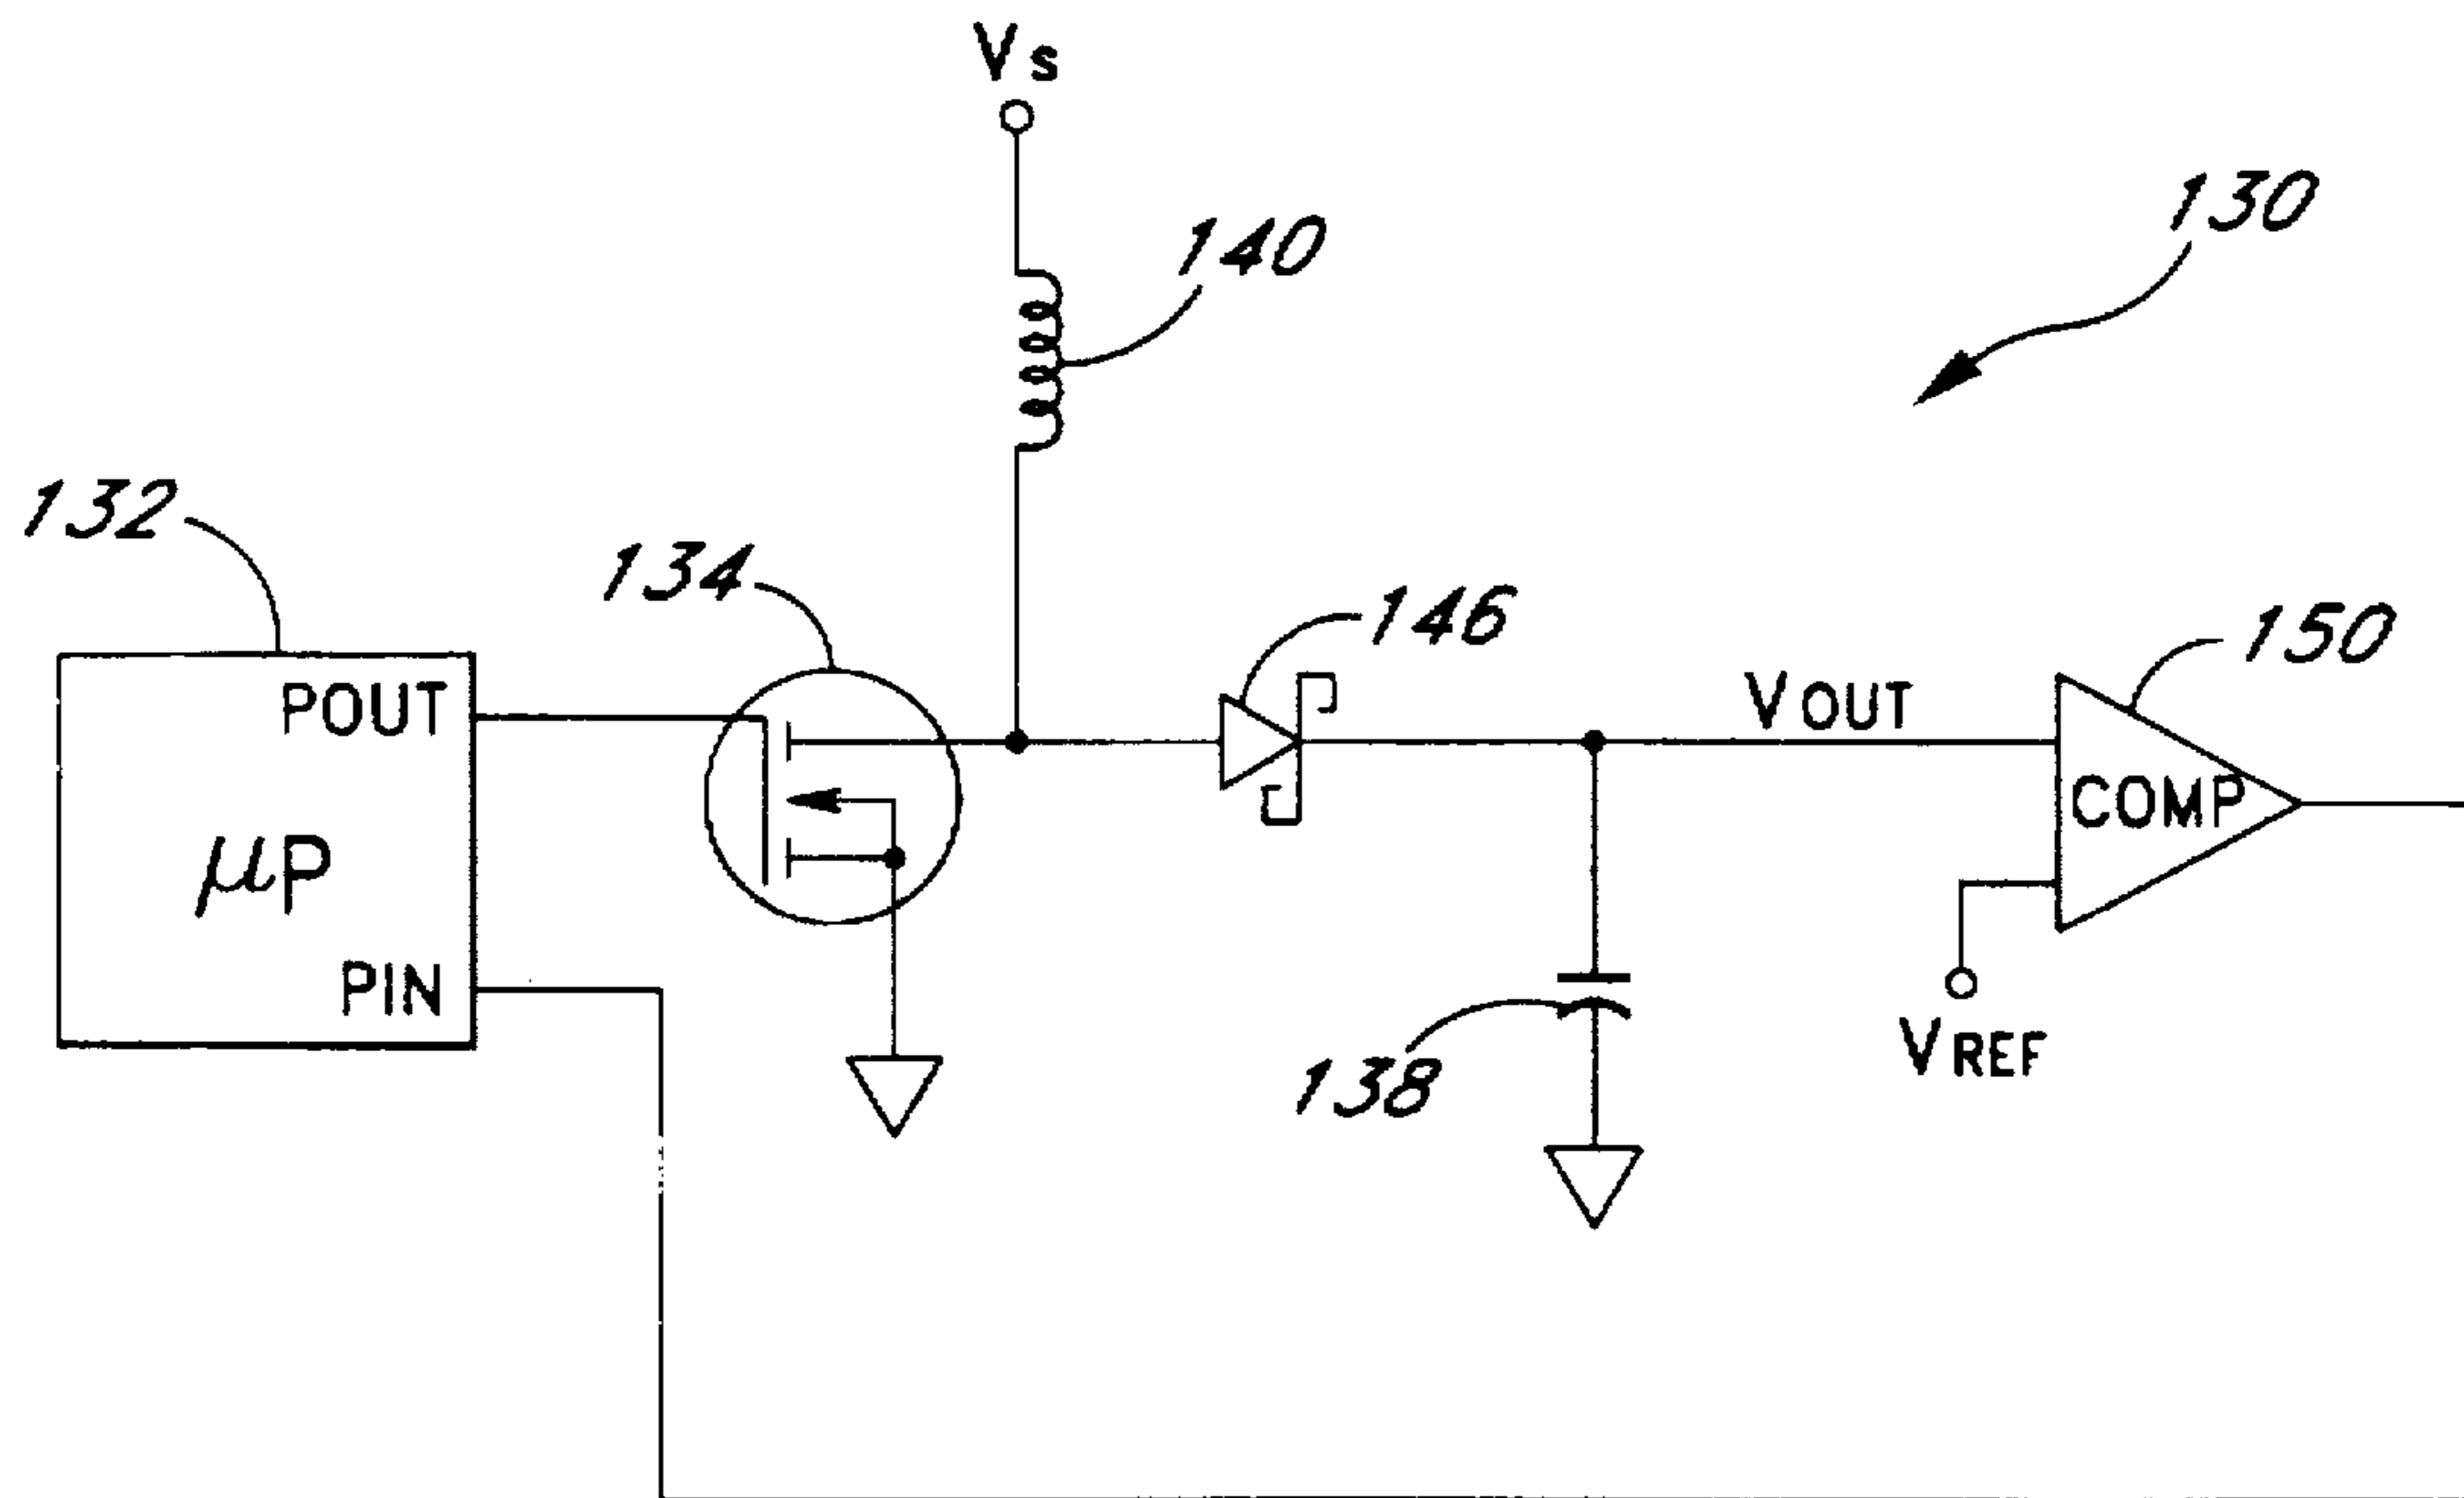 Vs
130
140
132
134
146
150
POUT
VOUT
COMP
μP
PIN
VREF
138